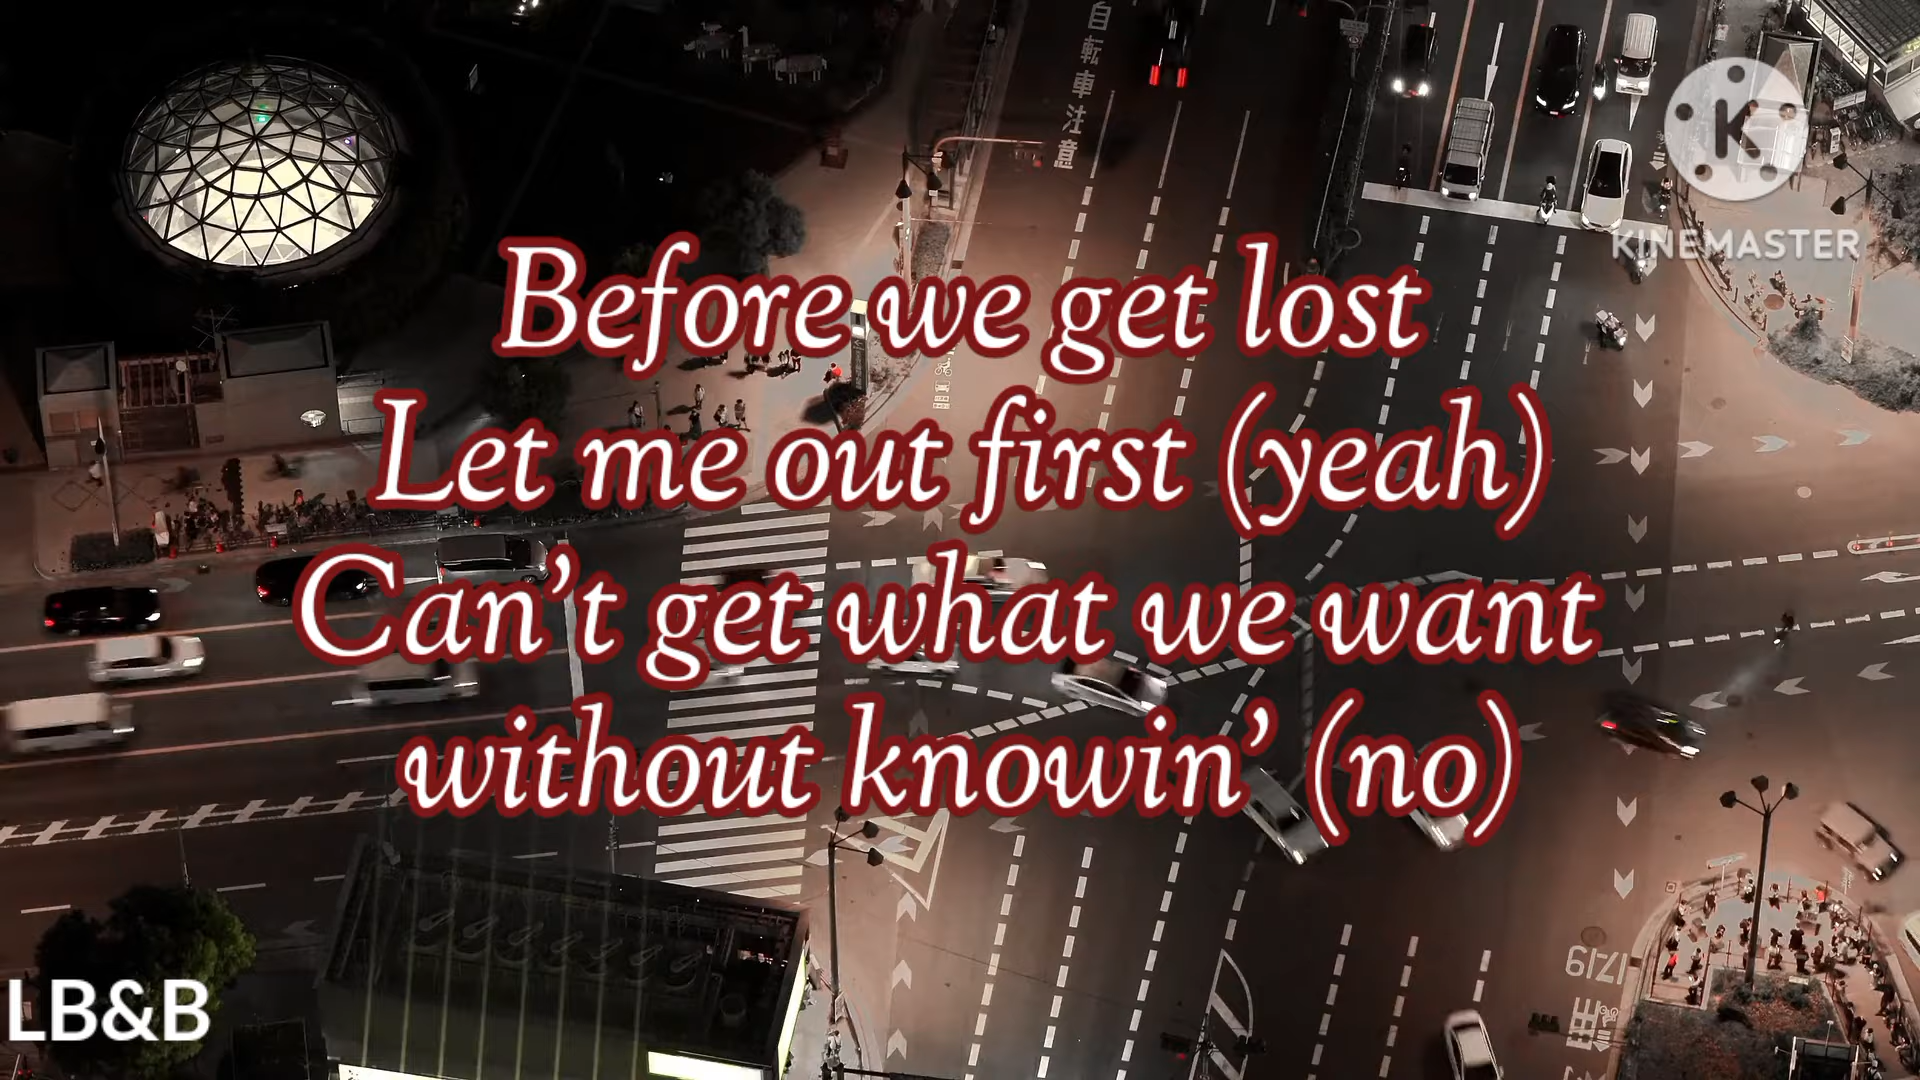 自転車注意
K
KINEMASTER
Before we get lost
Let me out first (yeah)
Can't get what we want
without knowin' (no)
LB&B